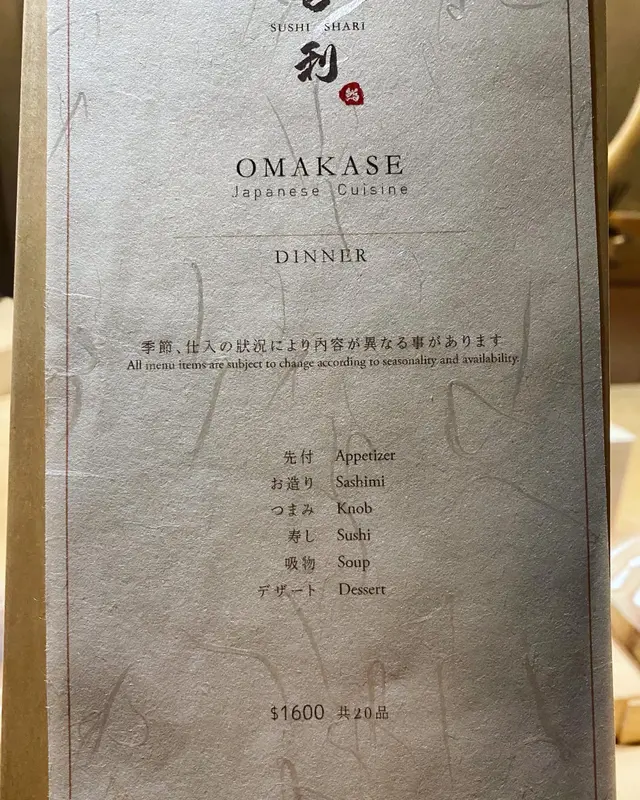 SUSHI SHARI
利
OMAKASE
Japanese Cuisine
DINNER
季節、仕入の狀況により内容が異なる事があります
All menu items are subject to change according to seasonality and availability.
先付 Appetizer
お造り Sashimi
つまみ Knob
寿し Sushi
吸物 Soup
デザート Dessert
$1600 共20品